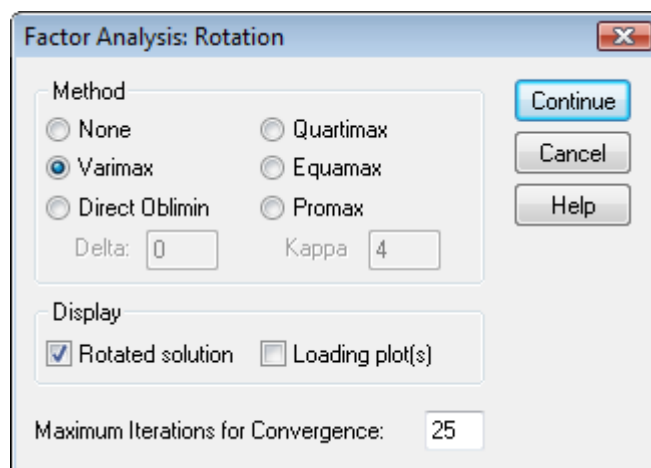 Factor Analysis: Rotation
Method
None
Quartimax
Varimax
Equamax
Direct Oblimin
Promax
Delta: 0
Kappa 4
Display
Rotated solution
Loading plot(s)
Maximum Iterations for Convergence: 25
Continue
Cancel
Help